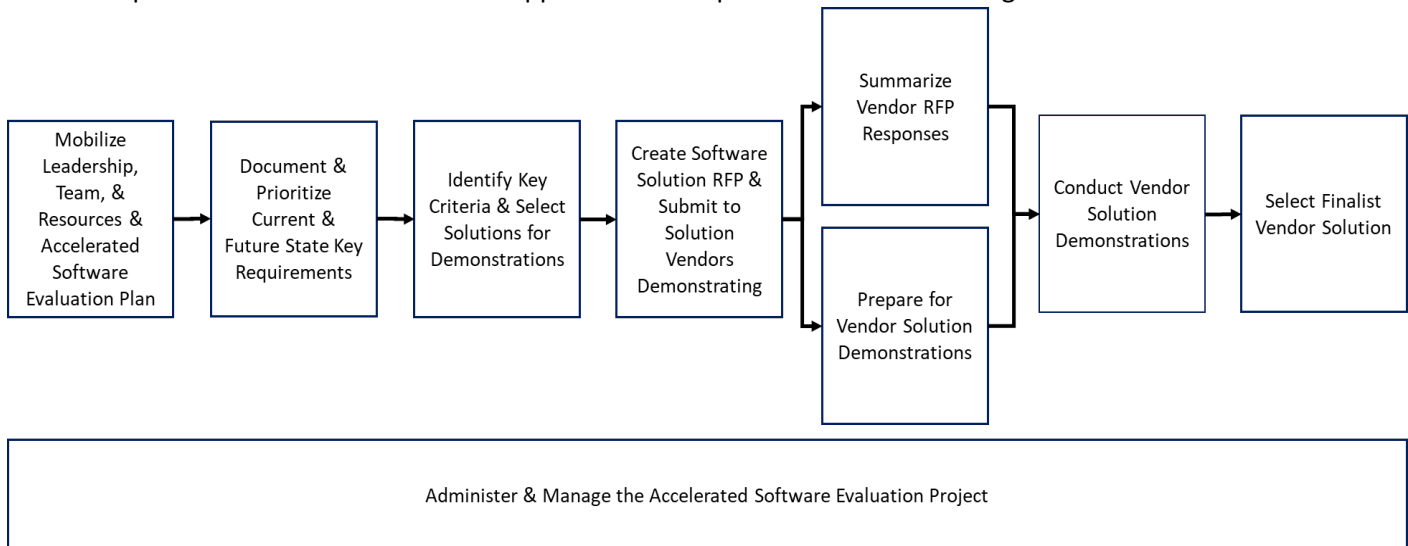 Mobilize
Leadership,
Team, &
Resources &
Accelerated
Software
Evaluation Plan
Document &
Prioritize
Current &
Future State Key
Requirements
Identify Key
Criteria & Select
Solutions for
Demonstrations
Create Software
Solution RFP &
Submit to
Solution
Vendors
Demonstrating
Summarize
Vendor RFP
Responses
Prepare for
Vendor Solution
Demonstrations
Conduct Vendor
Solution
Demonstrations
Select Finalist
Vendor Solution
Administer & Manage the Accelerated Software Evaluation Project